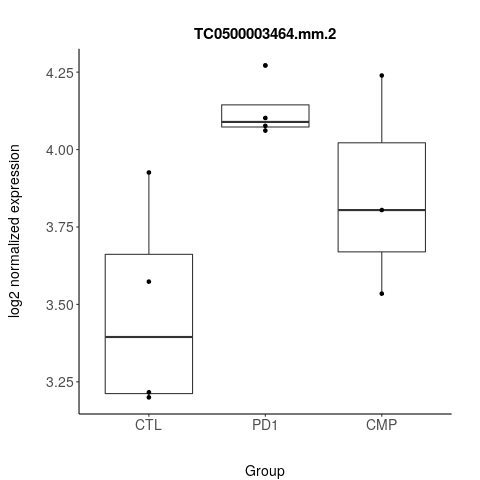 TC0500003464.mm.2
log2 normalized expression
4.25
4.00
3.75
3.50
3.25
CTL PD1 CMP
Group